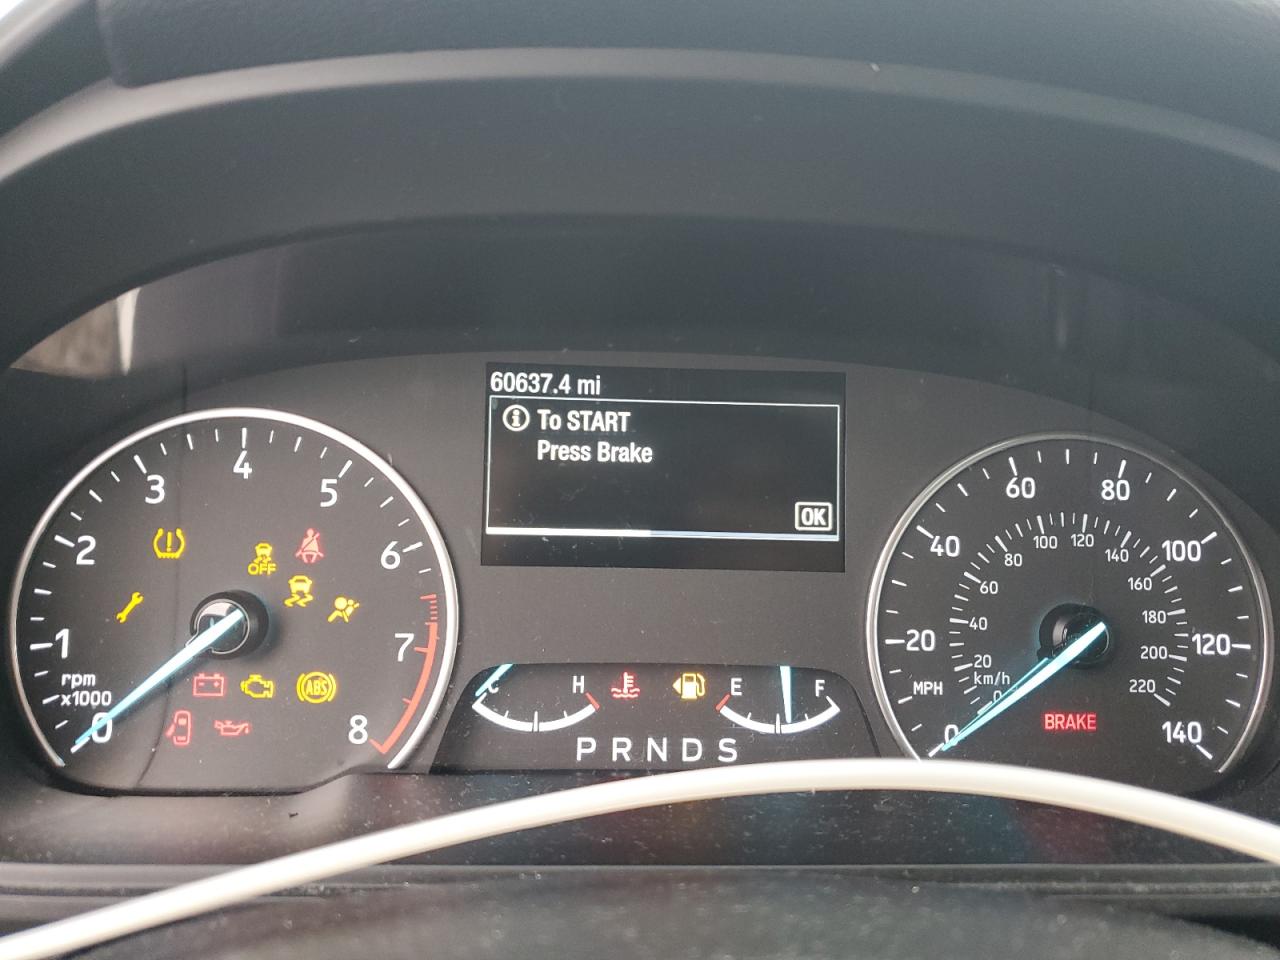 60637.4 mi
i To START
Press Brake
OK
0
1
2
3
4
5
6
7
8
rpm
x1000
OFF
ABS
C H
E F
P R N D S
0
20
40
60
80
100
120
140
MPH
km/h
0
20
40
60
80
100
120
140
160
180
200
220
BRAKE